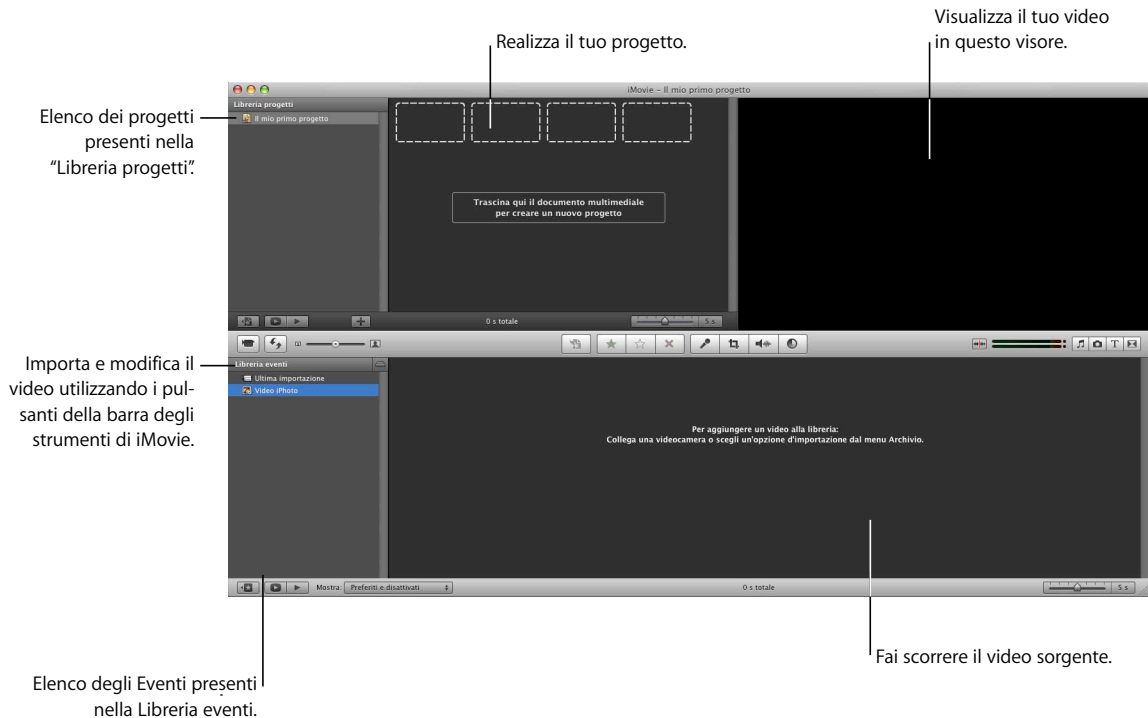 Visualizza il tuo video
in questo visore.
Realizza il tuo progetto.
Elenco dei progetti
presenti nella
“Libreria progetti”.
iMovie – Il mio primo progetto
Libreria progetti
Il mio primo progetto
Trascina qui il documento multimediale
per creare un nuovo progetto
0 s totale
5 s
Importa e modifica il
video utilizzando i pul-
santi della barra degli
strumenti di iMovie.
T
Libreria eventi
Ultima importazione
Video iPhoto
Per aggiungere un video alla libreria:
Collega una videocamera o scegli un'opzione d'importazione dal menu Archivio.
Mostra: Preferiti e disattivati
0 s totale
5 s
Fai scorrere il video sorgente.
Elenco degli Eventi presenti
nella Libreria eventi.